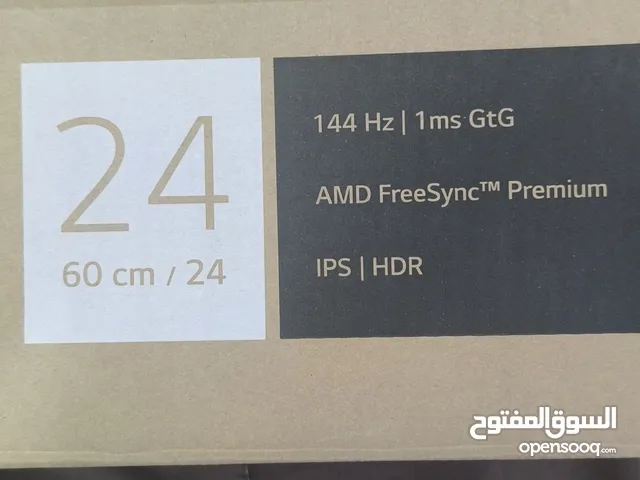 24
60 cm / 24
144 Hz | 1ms GtG
AMD FreeSync™ Premium
IPS | HDR
السوق المفتوح
opensooq.com